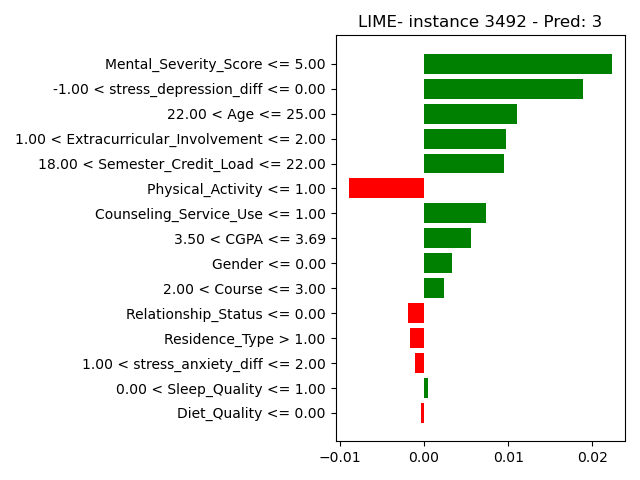 LIME- instance 3492 - Pred: 3
Mental_Severity_Score <= 5.00
-1.00 < stress_depression_diff <= 0.00
22.00 < Age <= 25.00
1.00 < Extracurricular_Involvement <= 2.00
18.00 < Semester_Credit_Load <= 22.00
Physical_Activity <= 1.00
Counseling_Service_Use <= 1.00
3.50 < CGPA <= 3.69
Gender <= 0.00
2.00 < Course <= 3.00
Relationship_Status <= 0.00
Residence_Type > 1.00
1.00 < stress_anxiety_diff <= 2.00
0.00 < Sleep_Quality <= 1.00
Diet_Quality <= 0.00
−0.01 0.00 0.01 0.02